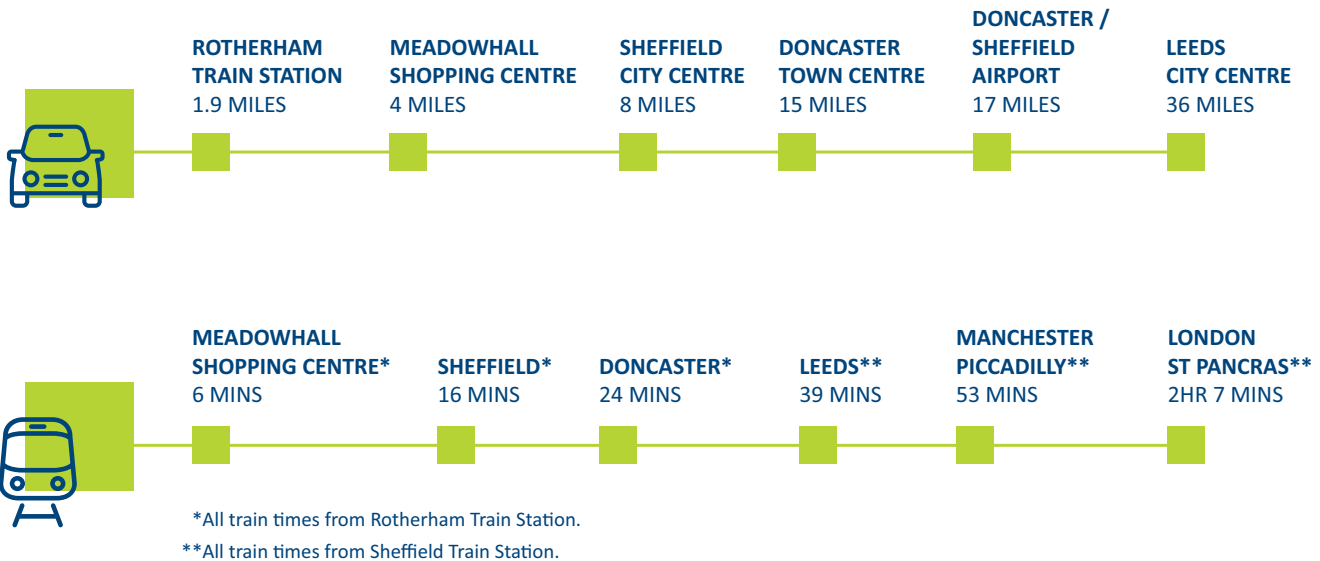 ROTHERHAM
TRAIN STATION
1.9 MILES
MEADOWHALL
SHOPPING CENTRE
4 MILES
SHEFFIELD
CITY CENTRE
8 MILES
DONCASTER
TOWN CENTRE
15 MILES
DONCASTER /
SHEFFIELD
AIRPORT
17 MILES
LEEDS
CITY CENTRE
36 MILES
MEADOWHALL
SHOPPING CENTRE*
6 MINS
SHEFFIELD*
16 MINS
DONCASTER*
24 MINS
LEEDS**
39 MINS
MANCHESTER
PICCADILLY**
53 MINS
LONDON
ST PANCRAS**
2HR 7 MINS
*All train times from Rotherham Train Station.
**All train times from Sheffield Train Station.